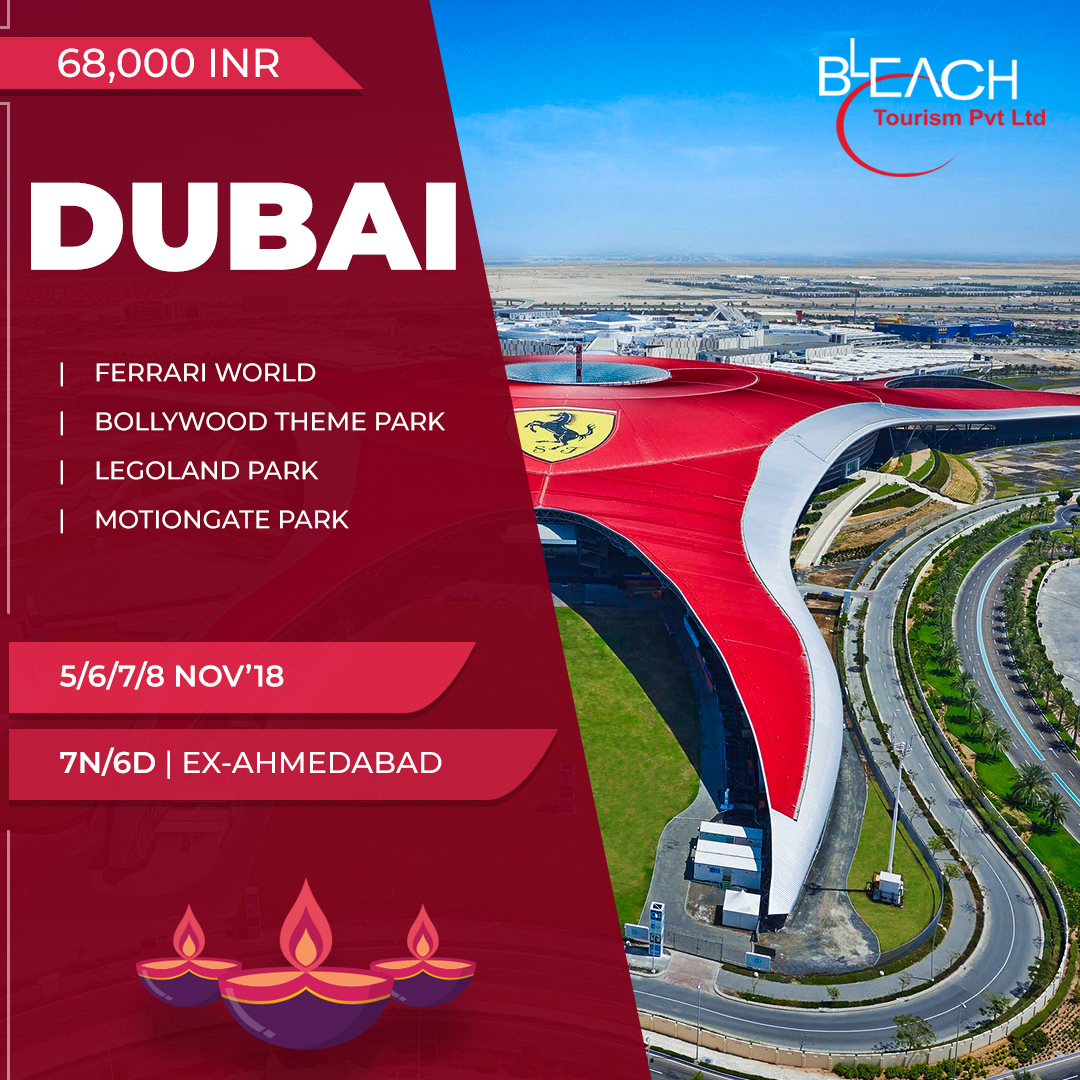 68,000 INR
BLEACH
Tourism Pvt Ltd
DUBAI
| FERRARI WORLD
| BOLLYWOOD THEME PARK
| LEGOLAND PARK
| MOTIONGATE PARK
5/6/7/8 NOV’18
7N/6D | EX-AHMEDABAD